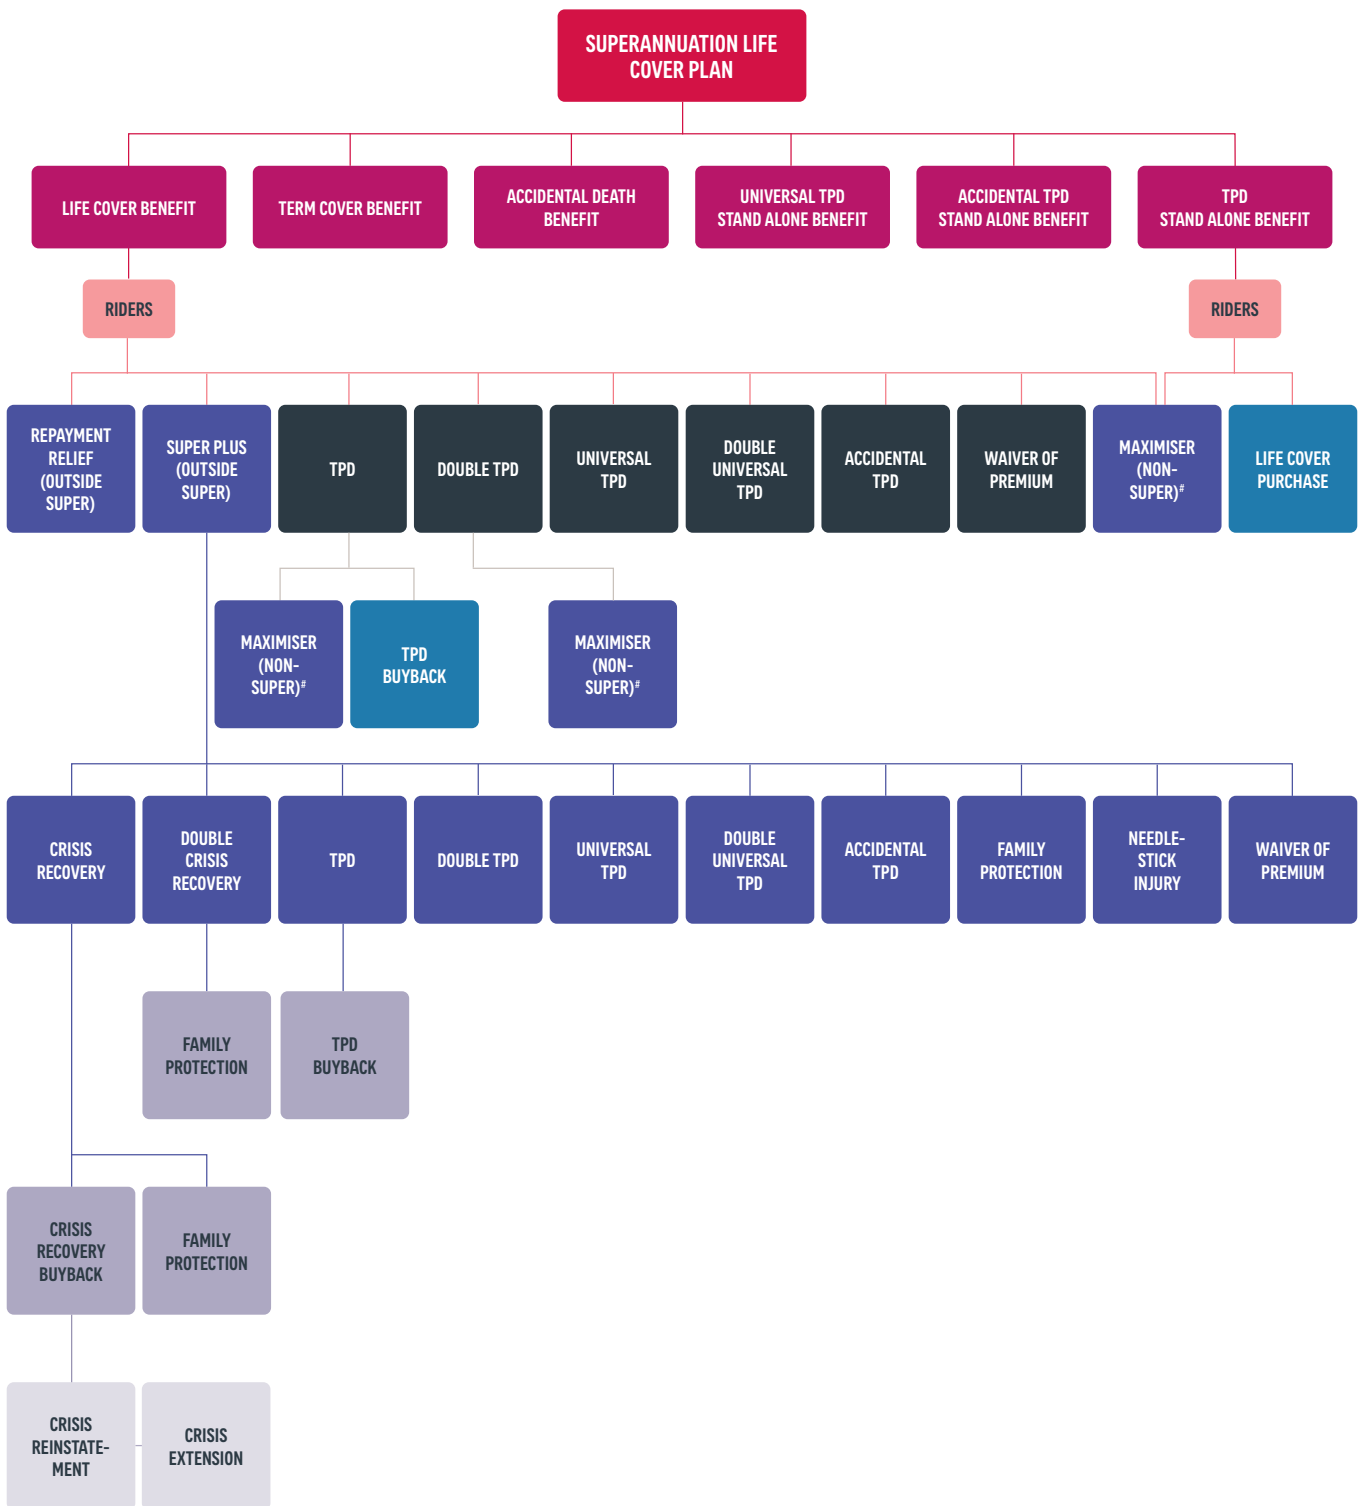 SUPERANNUATION LIFE
COVER PLAN
LIFE COVER BENEFIT
TERM COVER BENEFIT
ACCIDENTAL DEATH
BENEFIT
UNIVERSAL TPD
STAND ALONE BENEFIT
ACCIDENTAL TPD
STAND ALONE BENEFIT
TPD
STAND ALONE BENEFIT
RIDERS
RIDERS
REPAYMENT
RELIEF
(OUTSIDE
SUPER)
SUPER PLUS
(OUTSIDE
SUPER)
TPD
DOUBLE TPD
UNIVERSAL
TPD
DOUBLE
UNIVERSAL
TPD
ACCIDENTAL
TPD
WAIVER OF
PREMIUM
MAXIMISER
(NON-
SUPER)#
LIFE COVER
PURCHASE
MAXIMISER
(NON-
SUPER)#
TPD
BUYBACK
MAXIMISER
(NON-
SUPER)#
CRISIS
RECOVERY
DOUBLE
CRISIS
RECOVERY
TPD
DOUBLE TPD
UNIVERSAL
TPD
DOUBLE
UNIVERSAL
TPD
ACCIDENTAL
TPD
FAMILY
PROTECTION
NEEDLE-
STICK
INJURY
WAIVER OF
PREMIUM
FAMILY
PROTECTION
TPD
BUYBACK
CRISIS
RECOVERY
BUYBACK
FAMILY
PROTECTION
CRISIS
REINSTATE-
MENT
CRISIS
EXTENSION